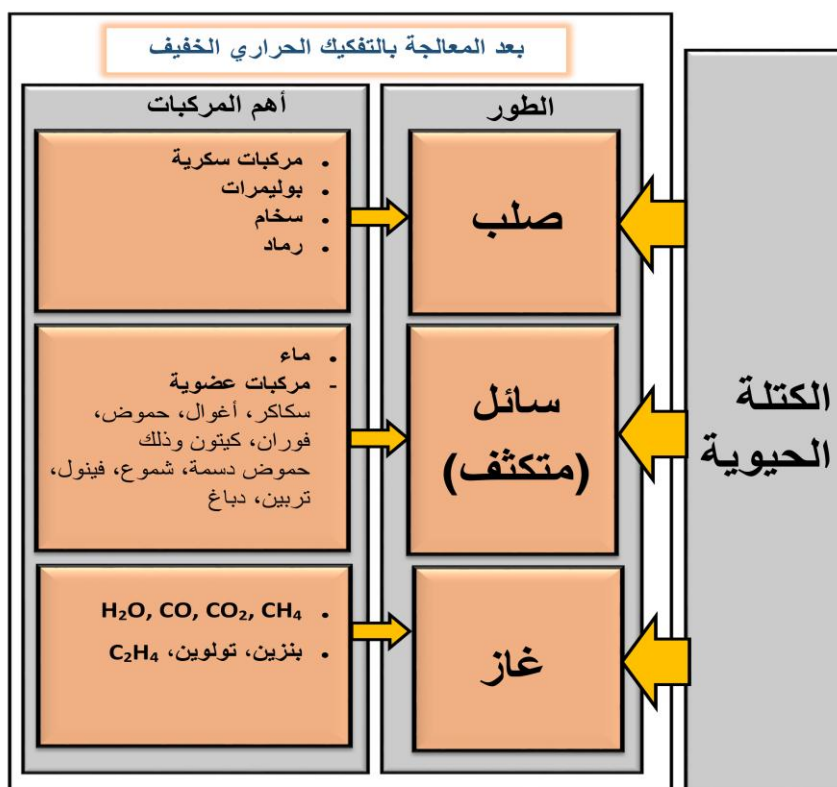 بعد المعالجة بالتفكيك الحراري الخفيف
الكتلة
الحيوية
الطور
أهم المركبات
صلب
• مركبات سكرية
• بوليمرات
• سخام
• رماد
سائل
(متكثف)
• ماء
- مركبات عضوية
سكاكر، أغوال، حموض،
فوران، كيتون وذلك
حموض دسمة، شموع، فينول،
تربين، دباغ
غاز
• H₂O, CO, CO₂, CH₄
• بنزين، تولوين، C₂H₄